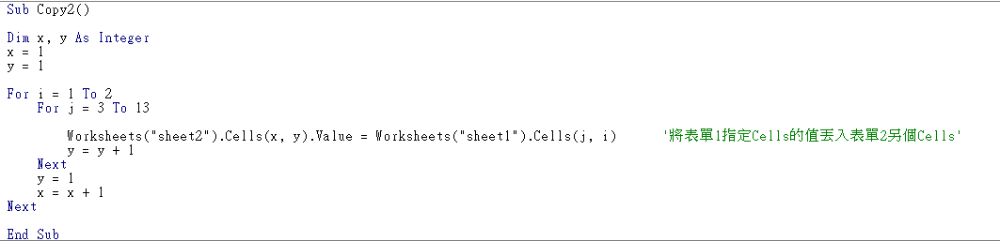 Sub Copy2()
Dim x, y As Integer
x = 1
y = 1
For i = 1 To 2
For j = 3 To 13
Worksheets("sheet2").Cells(x, y).Value = Worksheets("sheet1").Cells(j, i) '將表單1指定Cells的值丟入表單2另個Cells'
y = y + 1
Next
y = 1
x = x + 1
Next
End Sub